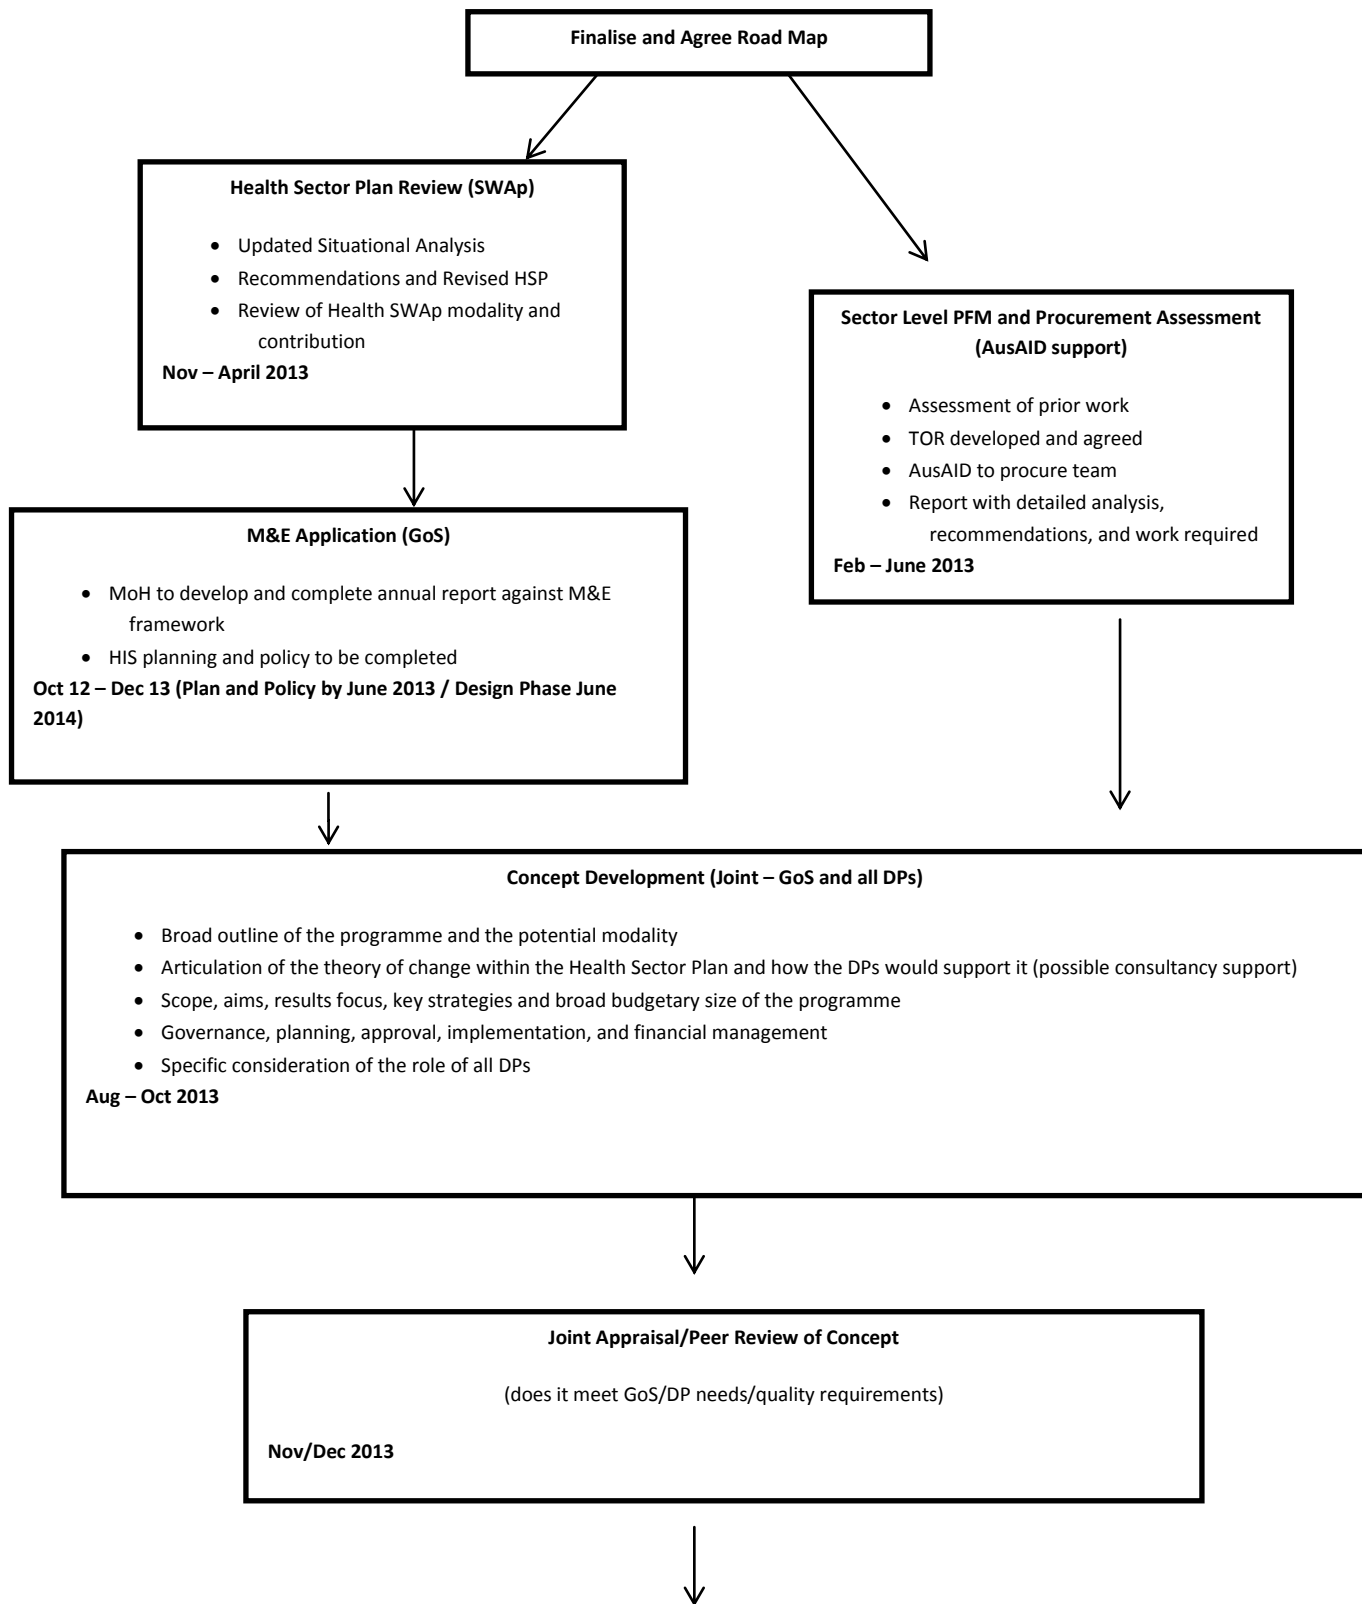 Finalise and Agree Road Map
Health Sector Plan Review (SWAp)
• Updated Situational Analysis
• Recommendations and Revised HSP
• Review of Health SWAp modality and
contribution
Nov – April 2013
Sector Level PFM and Procurement Assessment
(AusAID support)
• Assessment of prior work
• TOR developed and agreed
• AusAID to procure team
• Report with detailed analysis,
recommendations, and work required
Feb – June 2013
M&E Application (GoS)
• MoH to develop and complete annual report against M&E
framework
• HIS planning and policy to be completed
Oct 12 – Dec 13 (Plan and Policy by June 2013 / Design Phase June
2014)
Concept Development (Joint – GoS and all DPs)
• Broad outline of the programme and the potential modality
• Articulation of the theory of change within the Health Sector Plan and how the DPs would support it (possible consultancy support)
• Scope, aims, results focus, key strategies and broad budgetary size of the programme
• Governance, planning, approval, implementation, and financial management
• Specific consideration of the role of all DPs
Aug – Oct 2013
Joint Appraisal/Peer Review of Concept
(does it meet GoS/DP needs/quality requirements)
Nov/Dec 2013